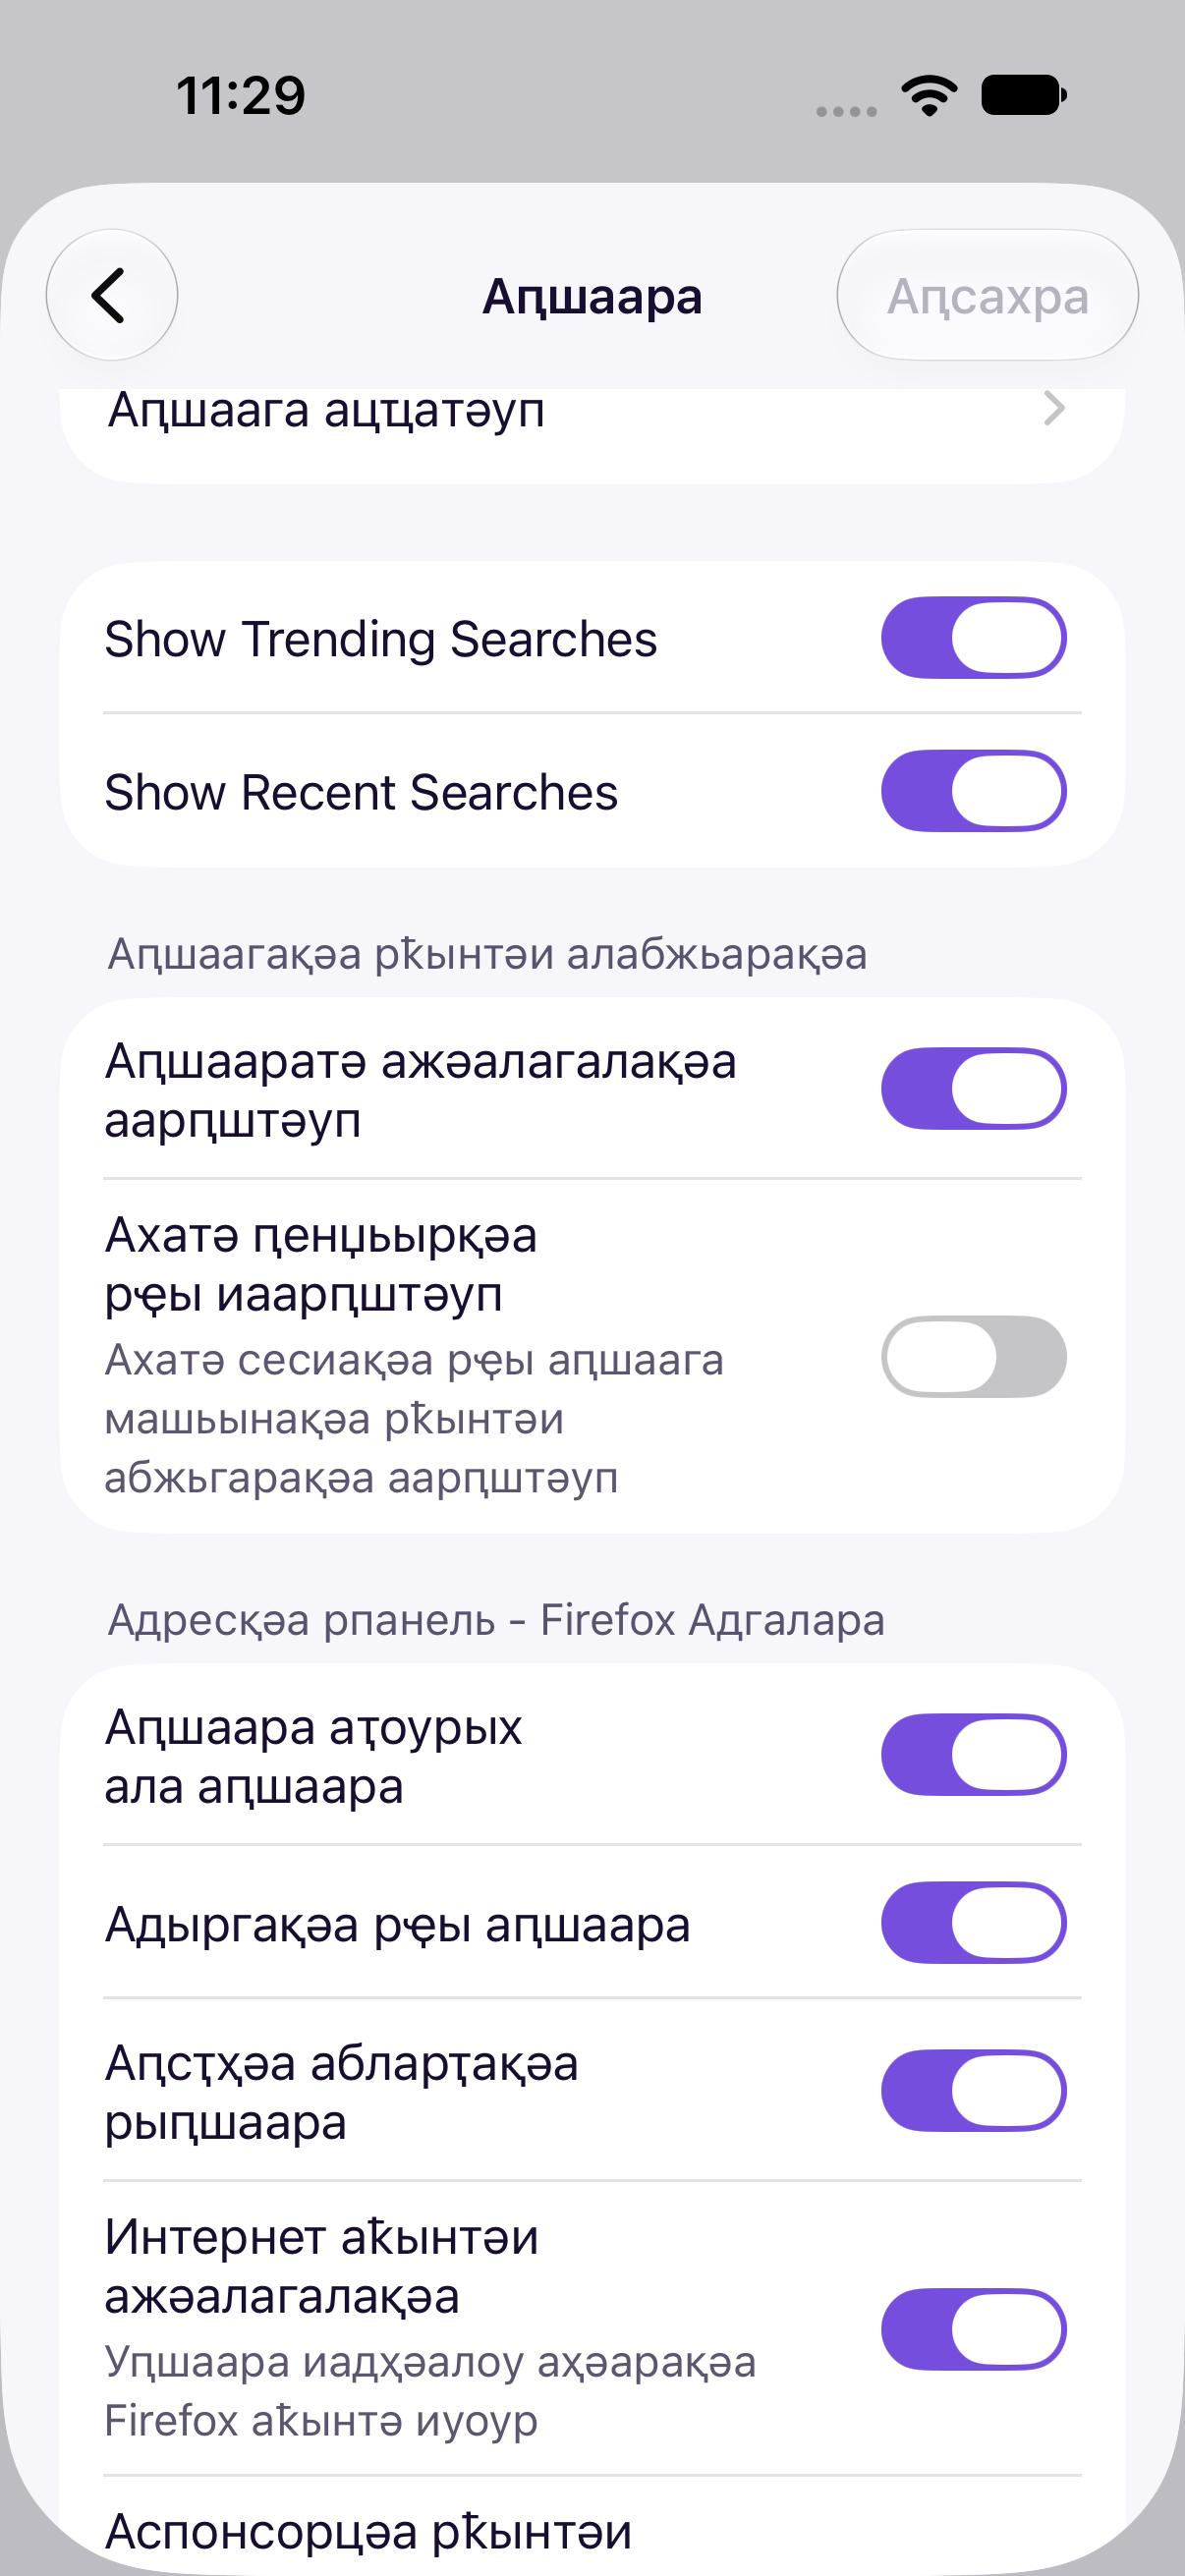 11:29
Аԥшаара
Аԥсахра
Аԥшаага ацҵатәуп
Show Trending Searches
Show Recent Searches
Аԥшаагақәа рҟынтәи алабжьарақәа
Аԥшааратә ажәалагалақәа
аарԥштәуп
Ахатә ԥенџьырқәа
рҿы иаарԥштәуп
Ахатә сесиақәа рҿы аԥшаага
машьынақәа рҟынтәи
абжьгарақәа аарԥштәуп
Адресқәа рпанель - Firefox Адгалара
Аԥшаара аҭоурых
ала аԥшаара
Адыргақәа рҿы аԥшаара
Аԥсҭҳәа абларҭақәа
рыԥшаара
Интернет аҟынтәи
ажәалагалақәа
Уԥшаара иадҳәалоу аҳәарақәа
Firefox аҟынтә иуоур
Аспонсорцәа рҟынтәи